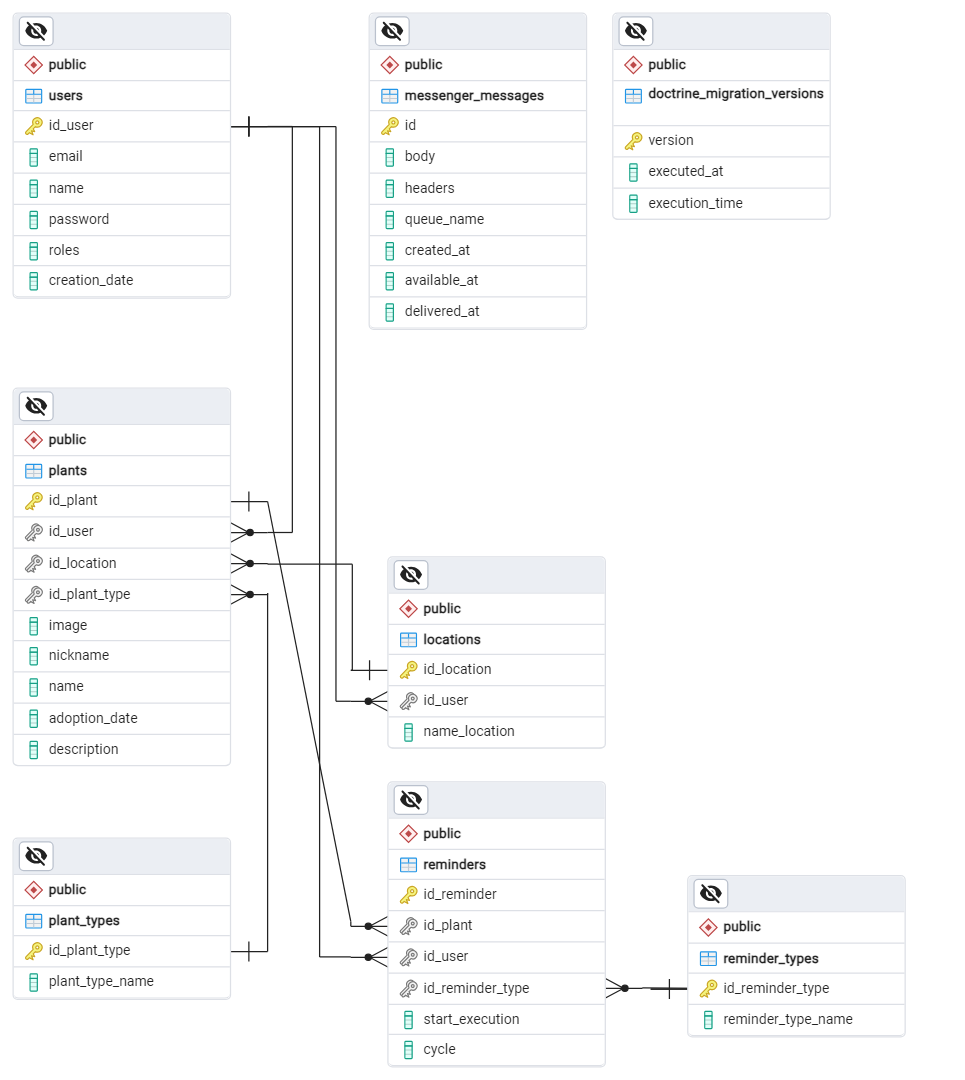 public
users
id_user
email
name
password
roles
creation_date
public
messenger_messages
id
body
headers
queue_name
created_at
available_at
delivered_at
public
doctrine_migration_versions
version
executed_at
execution_time
public
plants
id_plant
id_user
id_location
id_plant_type
image
nickname
name
adoption_date
description
public
locations
id_location
id_user
name_location
public
plant_types
id_plant_type
plant_type_name
public
reminders
id_reminder
id_plant
id_user
id_reminder_type
start_execution
cycle
public
reminder_types
id_reminder_type
reminder_type_name